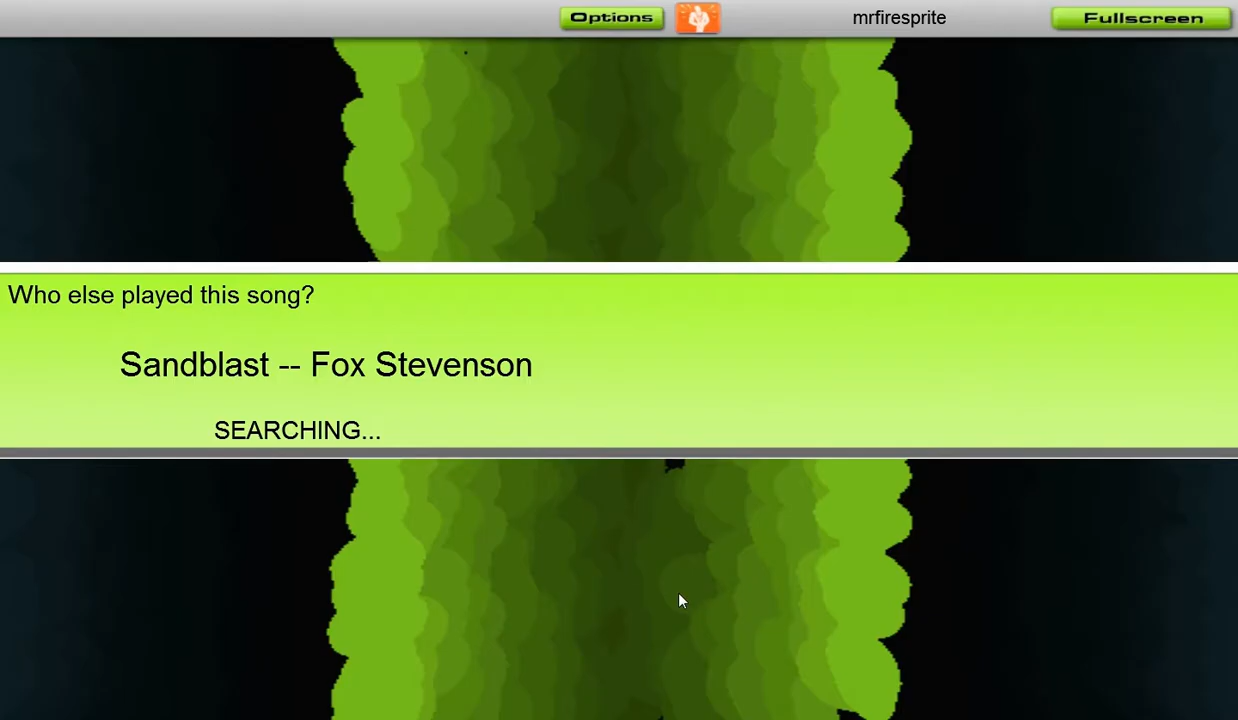 Options
mrfiresprite
Fullscreen
Who else played this song?
Sandblast -- Fox Stevenson
SEARCHING...